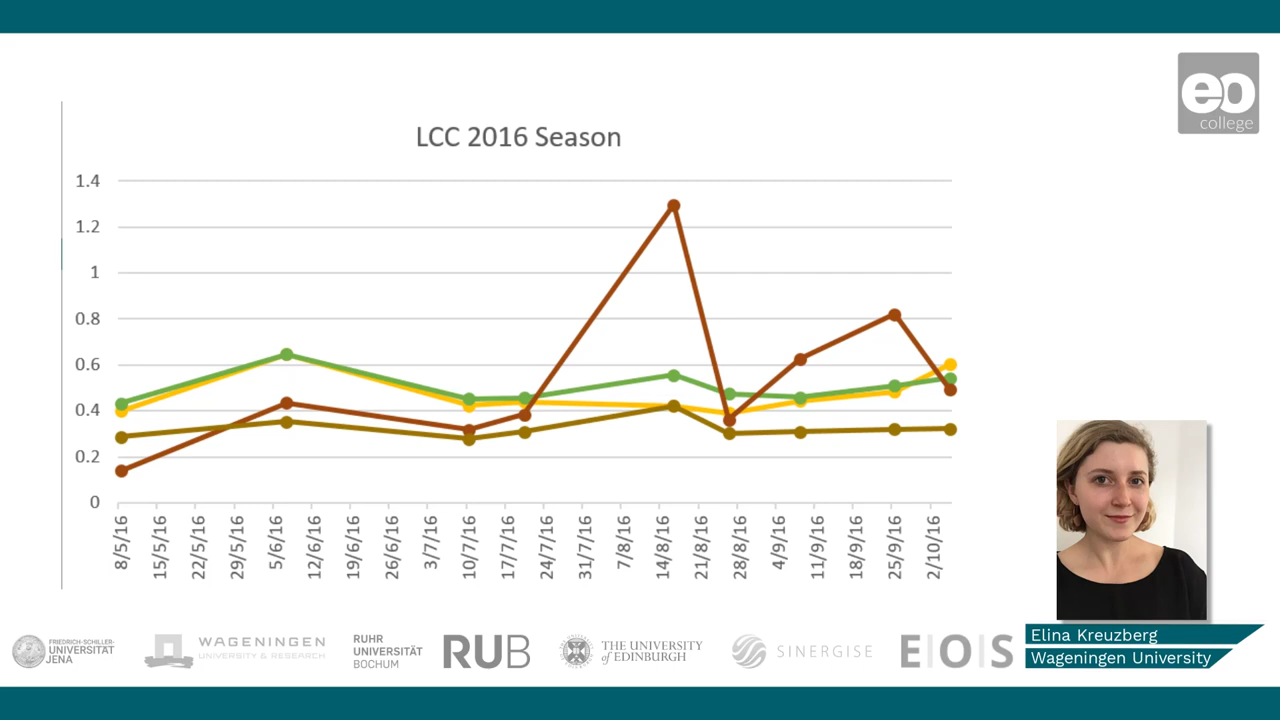 eo
college
LCC 2016 Season
1.4
1.2
1
0.8
0.6
0.4
0.2
0
8/5/16
15/5/16
22/5/16
29/5/16
5/6/16
12/6/16
19/6/16
26/6/16
3/7/16
10/7/16
17/7/16
24/7/16
31/7/16
7/8/16
14/8/16
21/8/16
28/8/16
4/9/16
11/9/16
18/9/16
25/9/16
2/10/16
FRIEDRICH-SCHILLER-
UNIVERSITÄT
JENA
WAGENINGEN
UNIVERSITY & RESEARCH
RUHR
UNIVERSITÄT
BOCHUM
RUB
THE UNIVERSITY
of EDINBURGH
SINERGISE
E|O|S
Elina Kreuzberg
Wageningen University